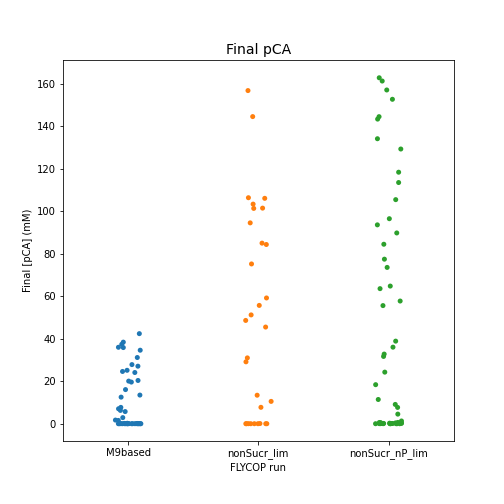 Final pCA
Final [pCA] (mM)
160
140
120
100
80
60
40
20
0
M9based
nonSucr_lim
nonSucr_nP_lim
FLYCOP run